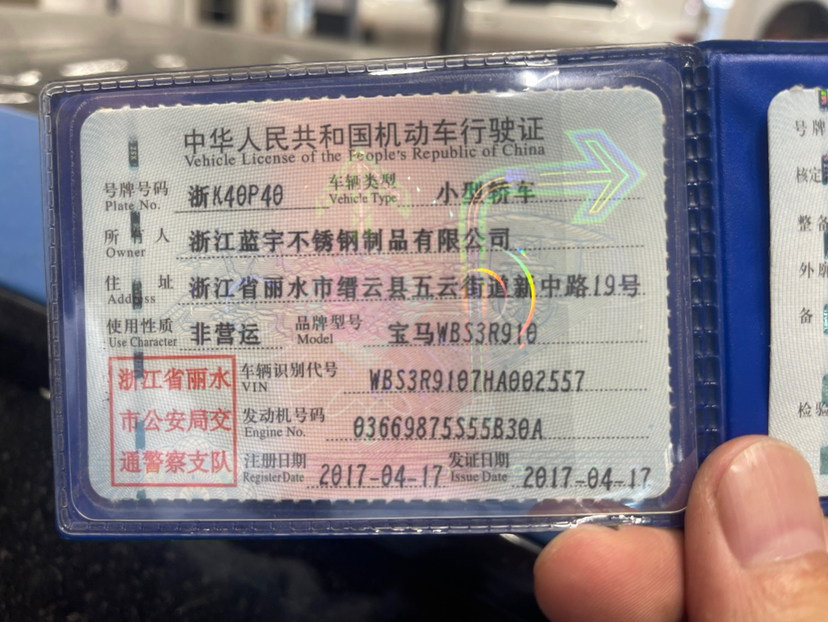 中华人民共和国机动车行驶证
Vehicle License of the People's Republic of China
号牌号码 浙K40P40 车辆类型 小型轿车
Plate No. Vehicle Type
所有人 浙江蓝宇不锈钢制品有限公司
Owner
住址 浙江省丽水市缙云县五云街道新中路19号
Address
使用性质 非营运 品牌型号 宝马WBS3R910
Use Character Model
浙江省丽水
市公安局交
通警察支队
车辆识别代号 WBS3R9107HA002557
VIN
发动机号码 03669875S55B30A
Engine No.
注册日期 2017-04-17 发证日期 2017-04-17
Register Date Issue Date
号牌
核定
整备
外廓
备
检验